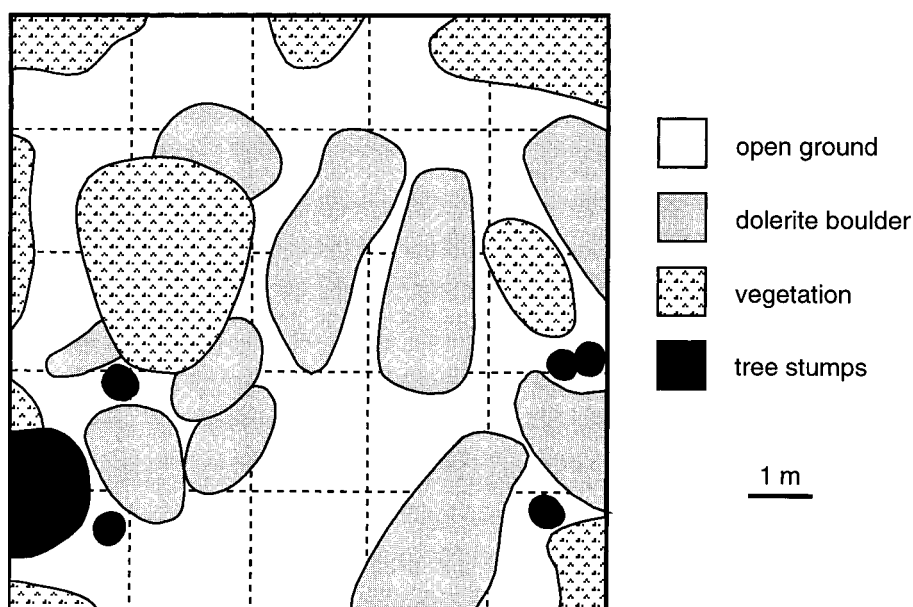 open ground
dolerite boulder
vegetation
tree stumps
1 m